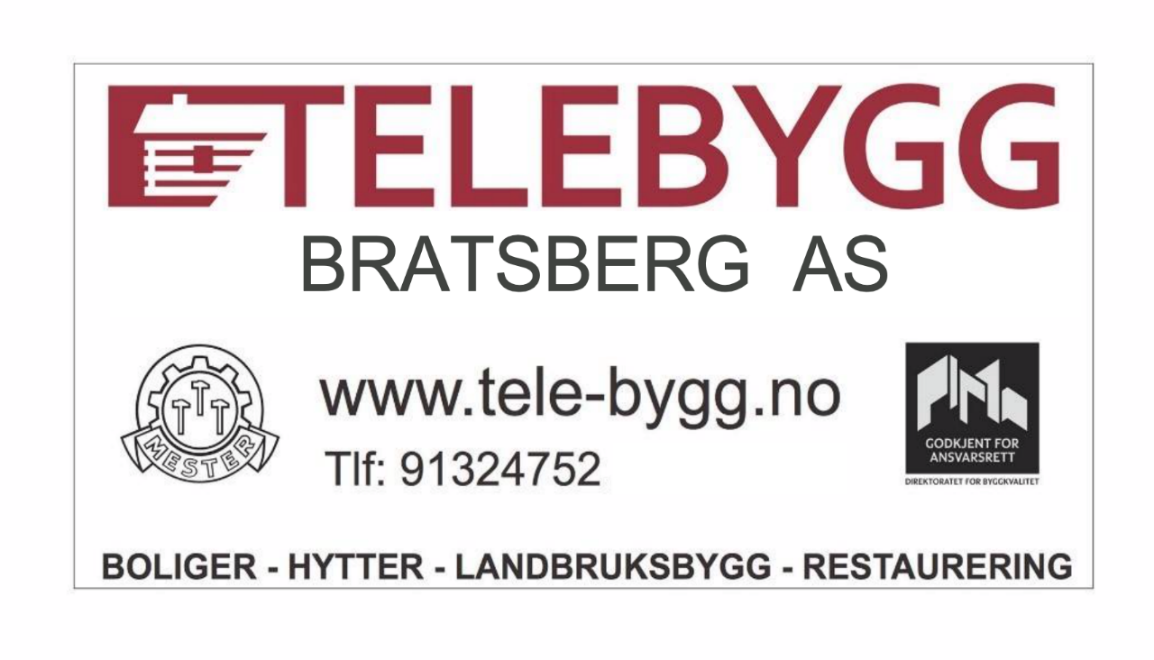 TELEBYGG
BRATSBERG AS
www.tele-bygg.no
Tlf: 91324752
MESTER
GODKJENT FOR
ANSVARSRETT
DIREKTORATET FOR BYGGKVALITET
BOLIGER - HYTTER - LANDBRUKSBYGG - RESTAURERING